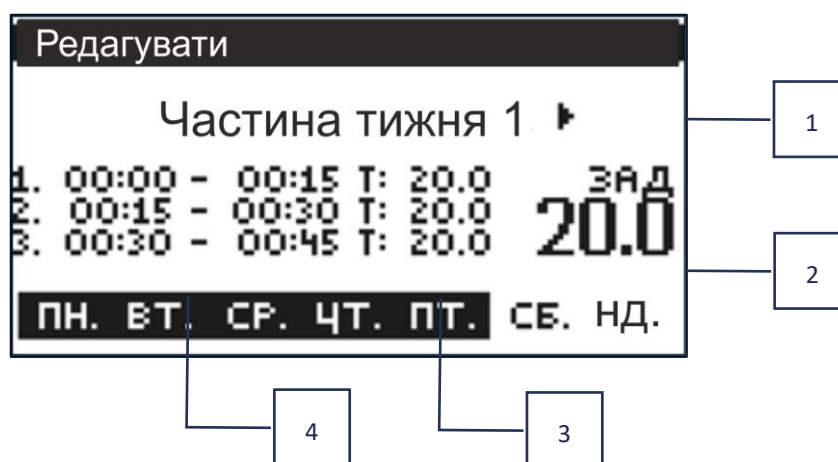 Редагувати
Частина тижня 1
1. 00:00 - 00:15 Т: 20.0
2. 00:15 - 00:30 Т: 20.0
3. 00:30 - 00:45 Т: 20.0
ЗАД
20.0
ПН. ВТ. СР. ЧТ. ПТ. СБ. НД.
1
2
4
3